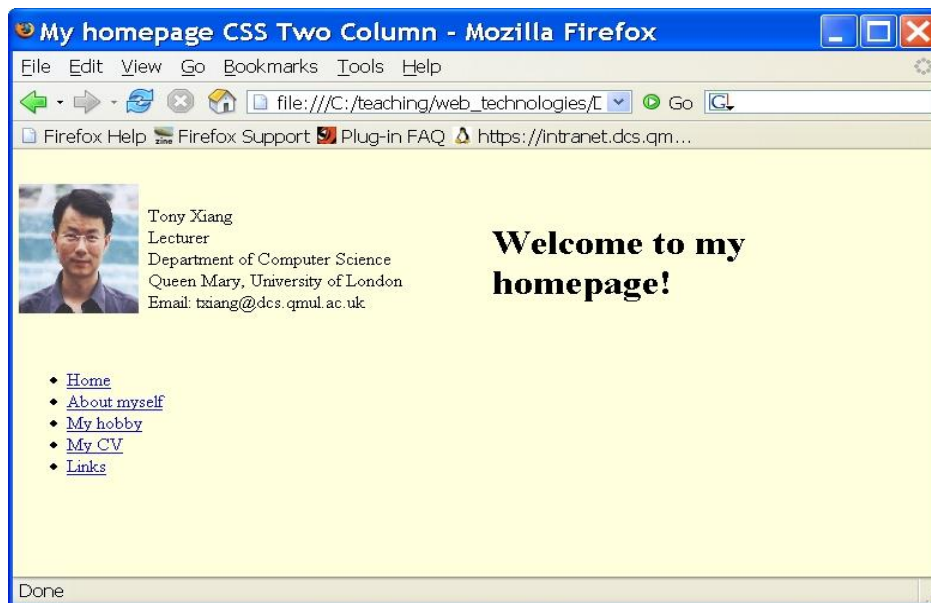 My homepage CSS Two Column - Mozilla Firefox
File Edit View Go Bookmarks Tools Help
file:///C:/teaching/web_technologies/D Go G
Firefox Help Firefox Support Plug-in FAQ https://intranet.dcs.qm...
Tony Xiang
Lecturer
Department of Computer Science
Queen Mary, University of London
Email: txiang@dcs.qmul.ac.uk
Welcome to my
homepage!
Home
About myself
My hobby
My CV
Links
Done